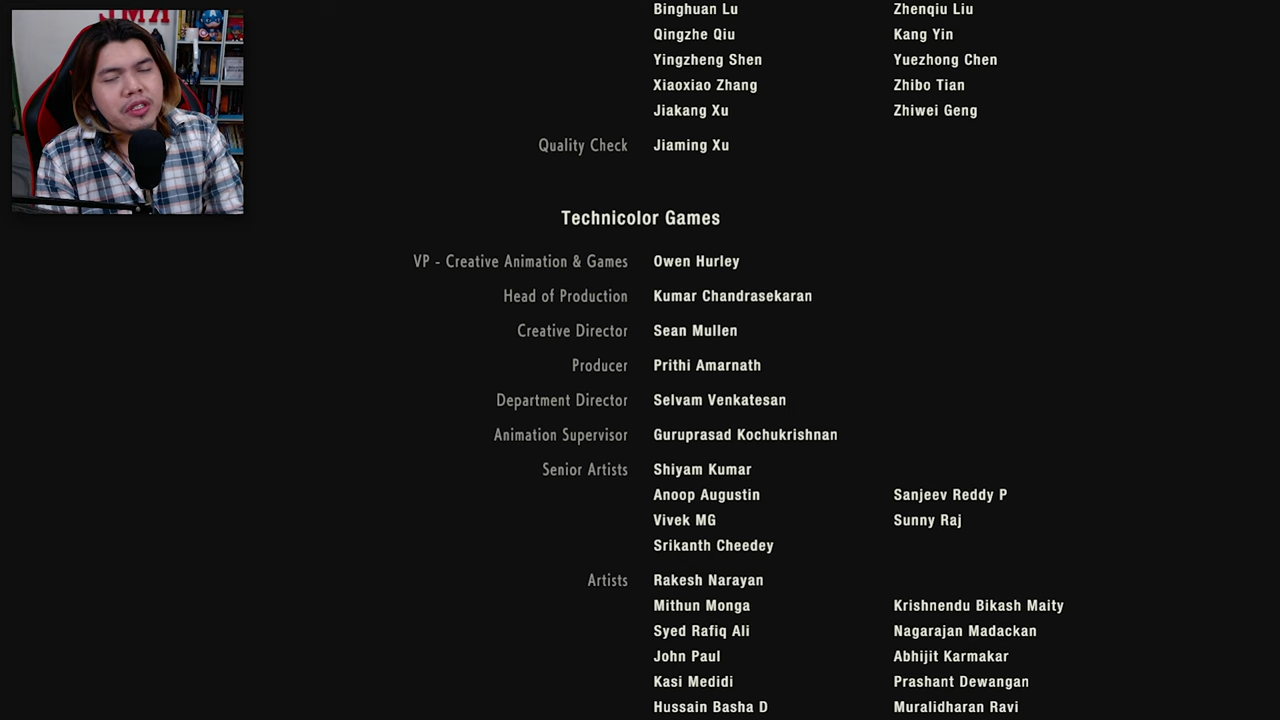 JMK
Binghuan Lu Zhenqiu Liu
Qingzhe Qiu Kang Yin
Yingzheng Shen Yuezhong Chen
Xiaoxiao Zhang Zhibo Tian
Jiakang Xu Zhiwei Geng
Quality Check Jiaming Xu
Technicolor Games
VP - Creative Animation & Games Owen Hurley
Head of Production Kumar Chandrasekaran
Creative Director Sean Mullen
Producer Prithi Amarnath
Department Director Selvam Venkatesan
Animation Supervisor Guruprasad Kochukrishnan
Senior Artists Shiyam Kumar
Anoop Augustin Sanjeev Reddy P
Vivek MG Sunny Raj
Srikanth Cheedey
Artists Rakesh Narayan
Mithun Monga Krishnendu Bikash Maity
Syed Rafiq Ali Nagarajan Madackan
John Paul Abhijit Karmakar
Kasi Medidi Prashant Dewangan
Hussain Basha D Muralidharan Ravi